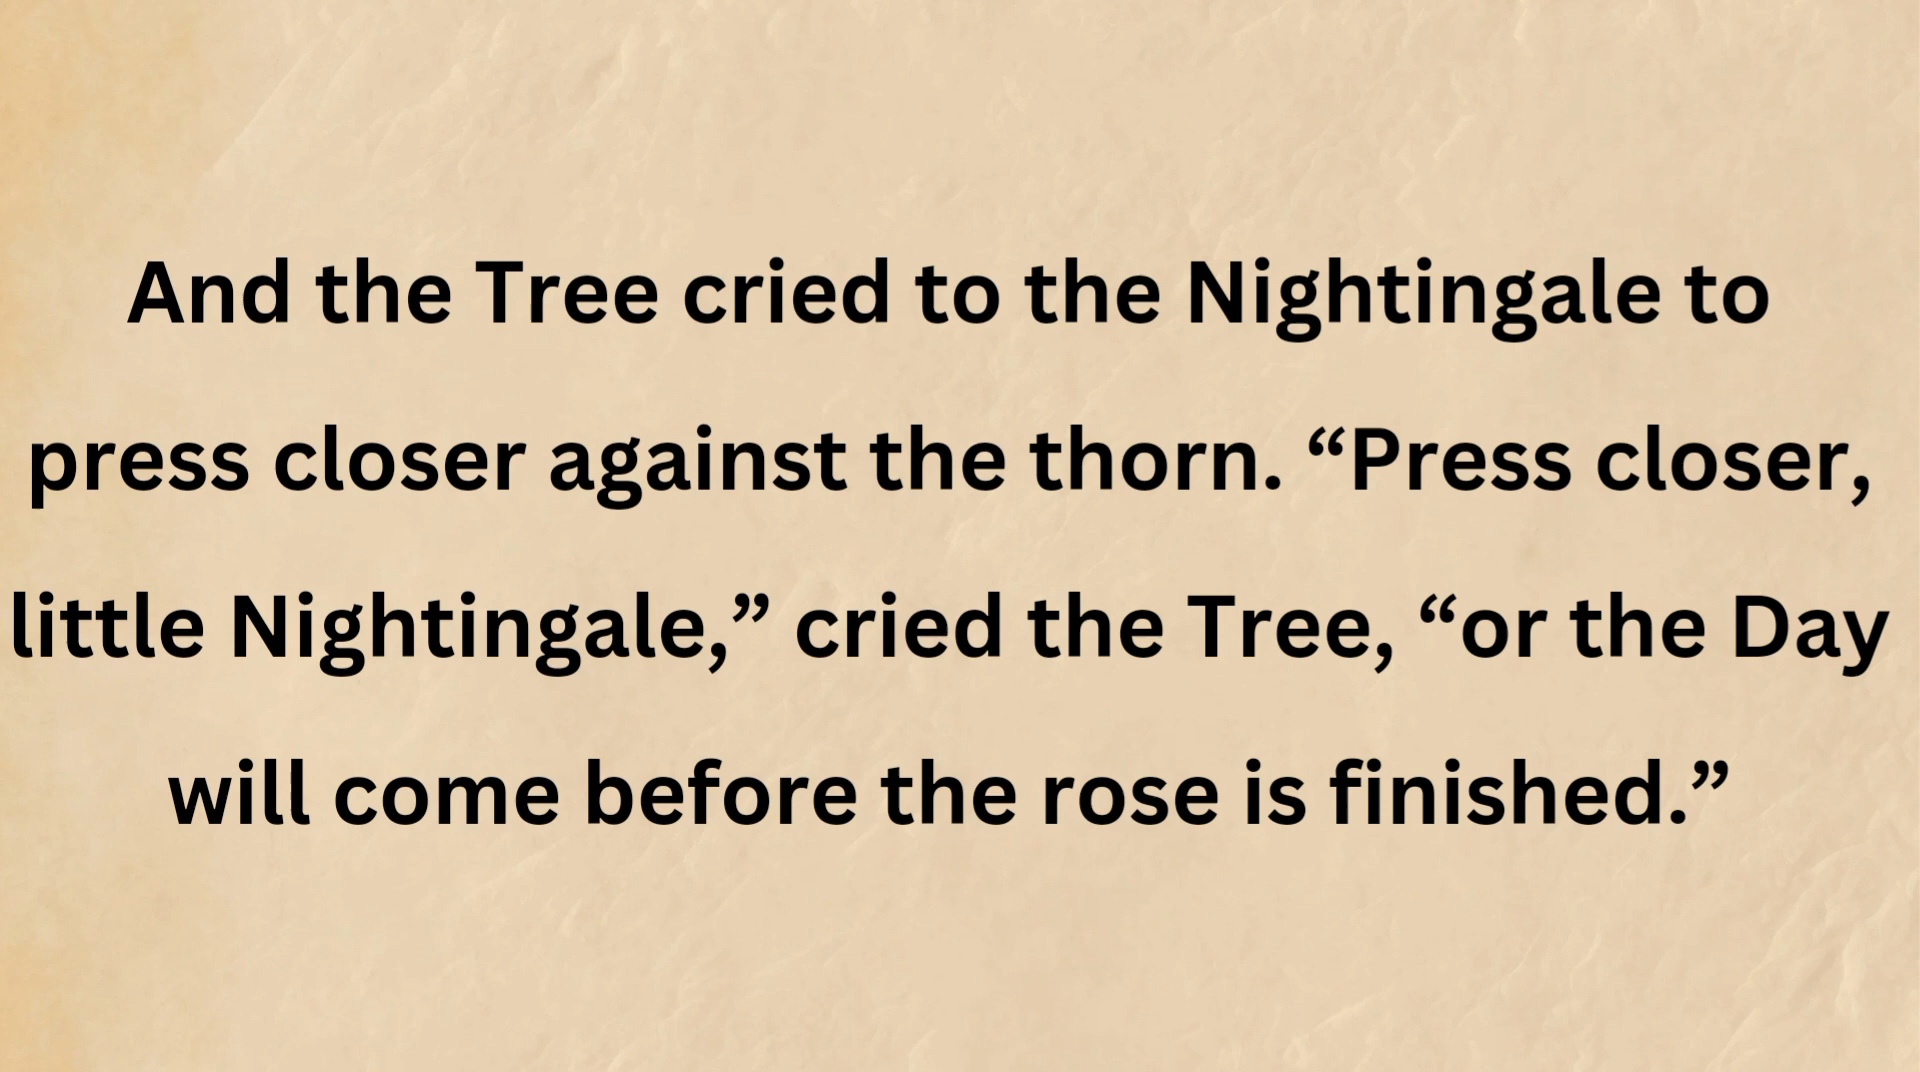 And the Tree cried to the Nightingale to
press closer against the thorn. “Press closer,
little Nightingale,” cried the Tree, “or the Day
will come before the rose is finished.”